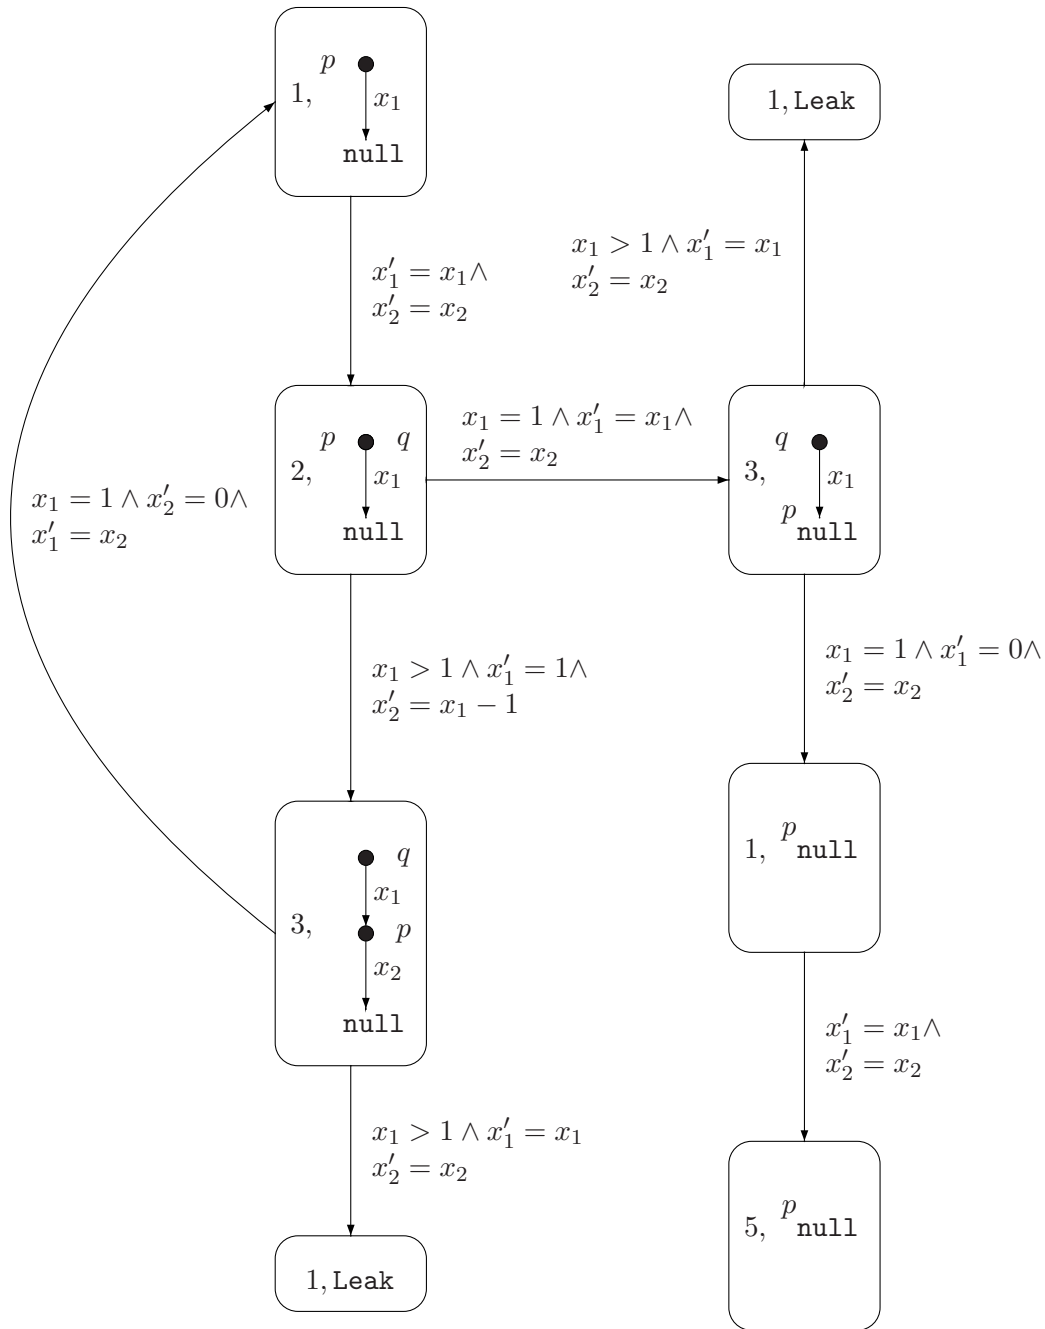 p
1,
x₁
null
1, Leak
x₁ > 1 ∧ x′₁ = x₁
x′₂ = x₂
x′₁ = x₁∧
x′₂ = x₂
p q
2,
x₁
null
x₁ = 1 ∧ x′₁ = x₁∧
x′₂ = x₂
q
3,
x₁
p
null
x₁ = 1 ∧ x′₂ = 0∧
x′₁ = x₂
x₁ > 1 ∧ x′₁ = 1∧
x′₂ = x₁ − 1
x₁ = 1 ∧ x′₁ = 0∧
x′₂ = x₂
q
x₁
3,
p
x₂
null
p
1, null
x₁ > 1 ∧ x′₁ = x₁
x′₂ = x₂
x′₁ = x₁∧
x′₂ = x₂
1, Leak
p
5, null